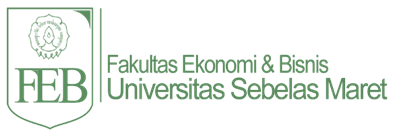 FEB
Fakultas Ekonomi & Bisnis
Universitas Sebelas Maret